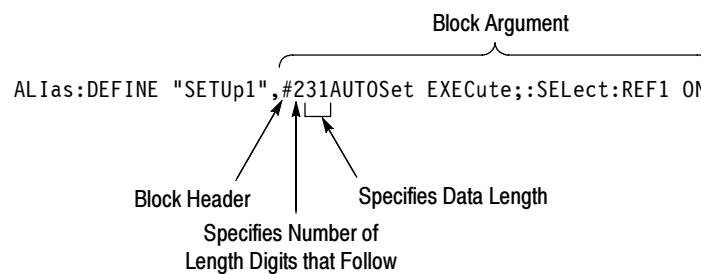 Block Argument
ALIas:DEFINE "SETUp1",#231AUTOSet EXECute;:SELect:REF1 ON
Block Header
Specifies Data Length
Specifies Number of
Length Digits that Follow